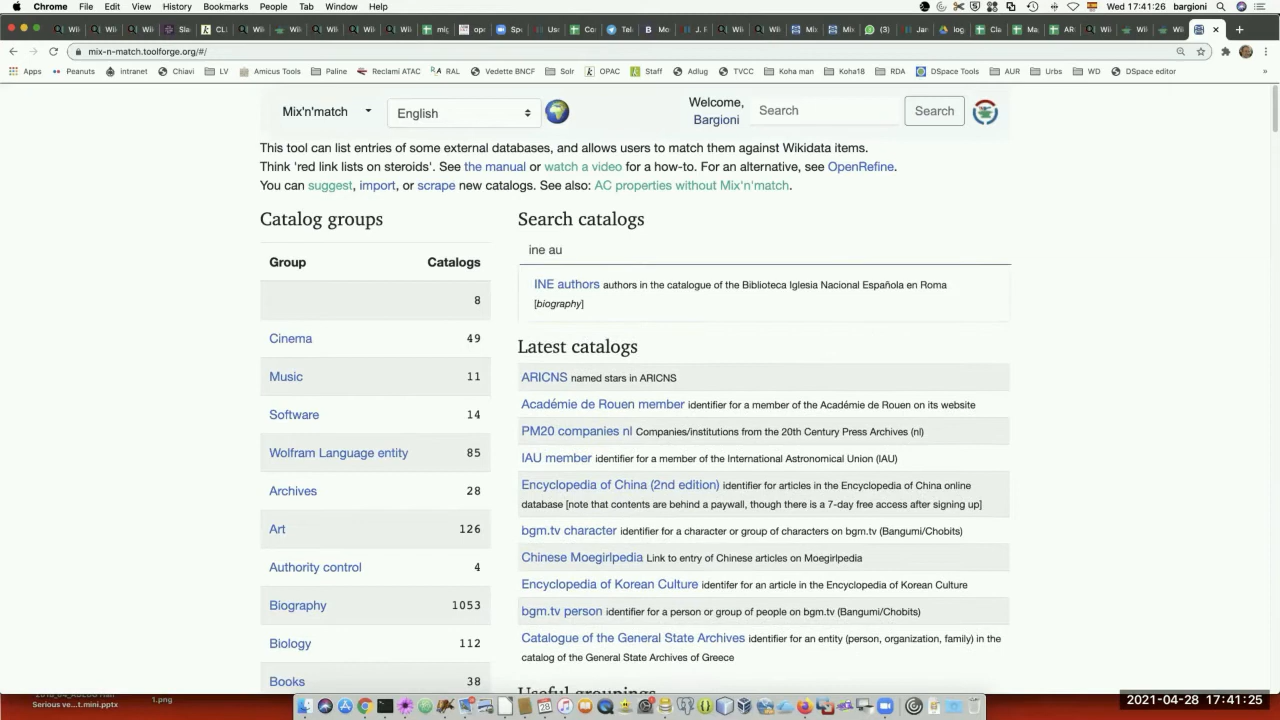 Chrome File Edit View History Bookmarks People Tab Window Help Wed 17:41:26 bargioni
mix-n-match.toolforge.org/#/
Apps Peanuts intranet Chiavi LV Amicus Tools Paline Reclami ATAC RAL Vedette BNCF Solr OPAC Staff Adlug TVCC Koha man Koha18 RDA DSpace Tools AUR Urbs WD DSpace editor »
Mix'n'match English Welcome, Bargioni Search Search
This tool can list entries of some external databases, and allows users to match them against Wikidata items.
Think 'red link lists on steroids'. See the manual or watch a video for a how-to. For an alternative, see OpenRefine.
You can suggest, import, or scrape new catalogs. See also: AC properties without Mix'n'match.
Catalog groups
Group Catalogs
8
Cinema 49
Music 11
Software 14
Wolfram Language entity 85
Archives 28
Art 126
Authority control 4
Biography 1053
Biology 112
Books 38
Search catalogs
ine au
INE authors authors in the catalogue of the Biblioteca Iglesia Nacional Española en Roma
[biography]
Latest catalogs
ARICNS named stars in ARICNS
Académie de Rouen member identifier for a member of the Académie de Rouen on its website
PM20 companies nl Companies/institutions from the 20th Century Press Archives (nl)
IAU member identifier for a member of the International Astronomical Union (IAU)
Encyclopedia of China (2nd edition) identifier for articles in the Encyclopedia of China online
database [note that contents are behind a paywall, though there is a 7-day free access after signing up]
bgm.tv character identifier for a character or group of characters on bgm.tv (Bangumi/Chobits)
Chinese Moegirlpedia Link to entry of Chinese articles on Moegirlpedia
Encyclopedia of Korean Culture identifer for an article in the Encyclopedia of Korean Culture
bgm.tv person identifier for a person or group of people on bgm.tv (Bangumi/Chobits)
Catalogue of the General State Archives identifier for an entity (person, organization, family) in the
catalog of the General State Archives of Greece
Useful groupings
Serious ve...t.mini.pptx
1.png
2021-04-28 17:41:25